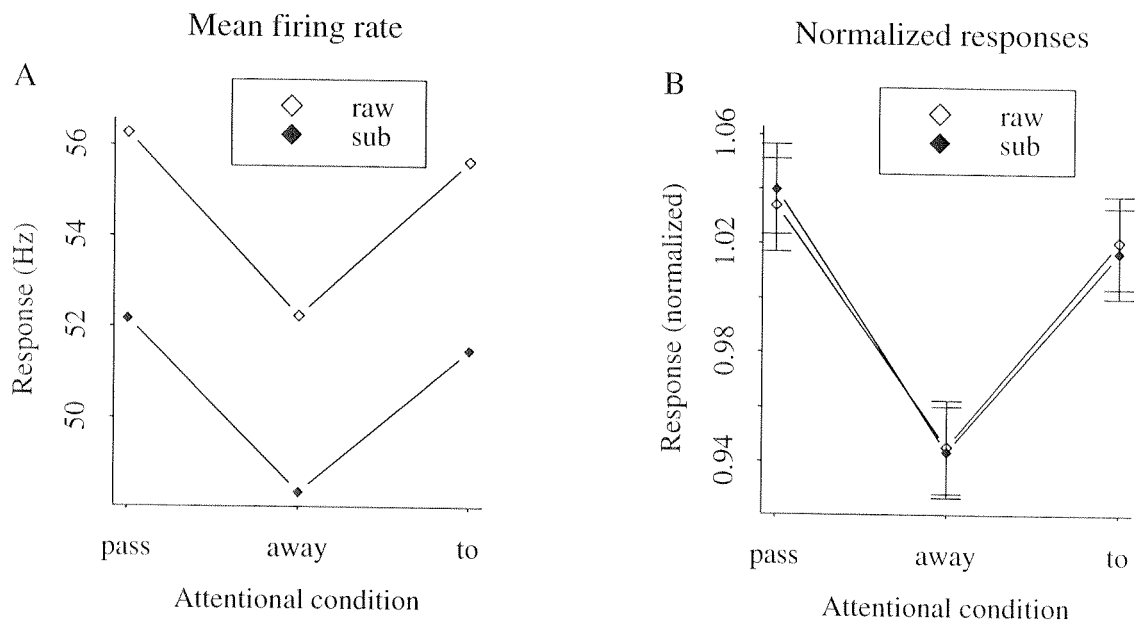 Mean firing rate
A
raw
sub
56
54
52
50
Response (Hz)
pass away to
Attentional condition
Normalized responses
B
raw
sub
1.06
1.02
0.98
0.94
Response (normalized)
pass away to
Attentional condition